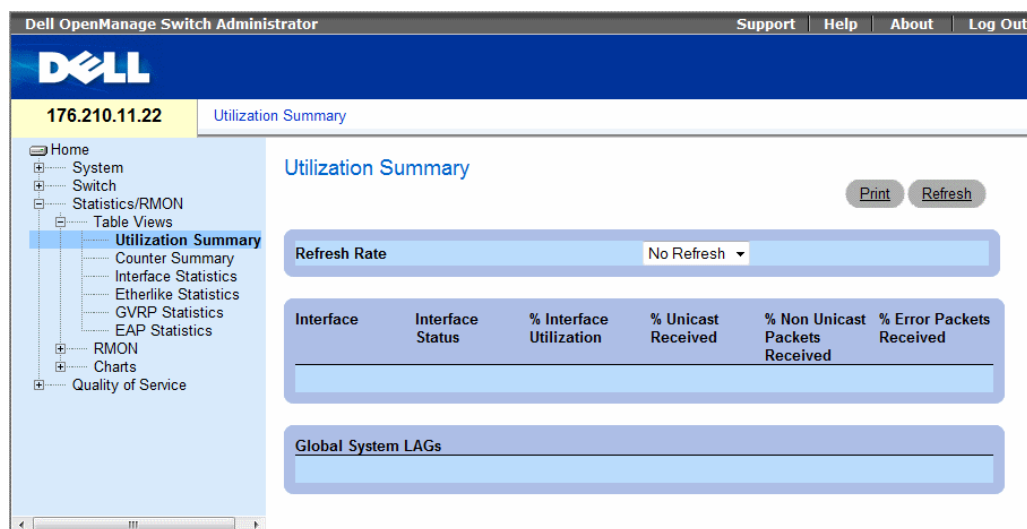 Dell OpenManage Switch Administrator
Support | Help | About | Log Out
DELL
176.210.11.22
Utilization Summary
Home
System
Switch
Statistics/RMON
Table Views
Utilization Summary
Counter Summary
Interface Statistics
Etherlike Statistics
GVRP Statistics
EAP Statistics
RMON
Charts
Quality of Service
Utilization Summary
Print
Refresh
Refresh Rate
No Refresh
Interface
Interface Status
% Interface Utilization
% Unicast Received
% Non Unicast Packets Received
% Error Packets Received
Global System LAGs